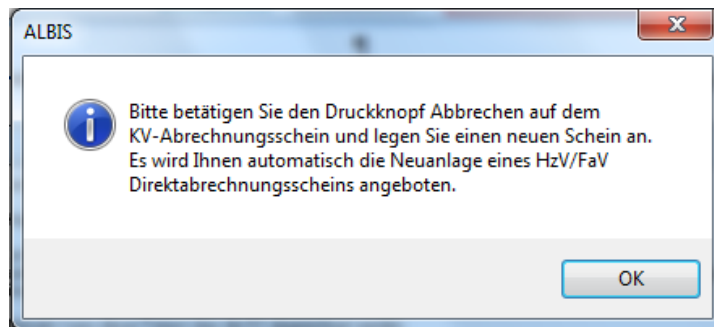 ALBIS
Bitte betätigen Sie den Druckknopf Abbrechen auf dem
KV-Abrechnungsschein und legen Sie einen neuen Schein an.
Es wird Ihnen automatisch die Neuanlage eines HzV/FaV
Direktabrechnungsscheins angeboten.
OK